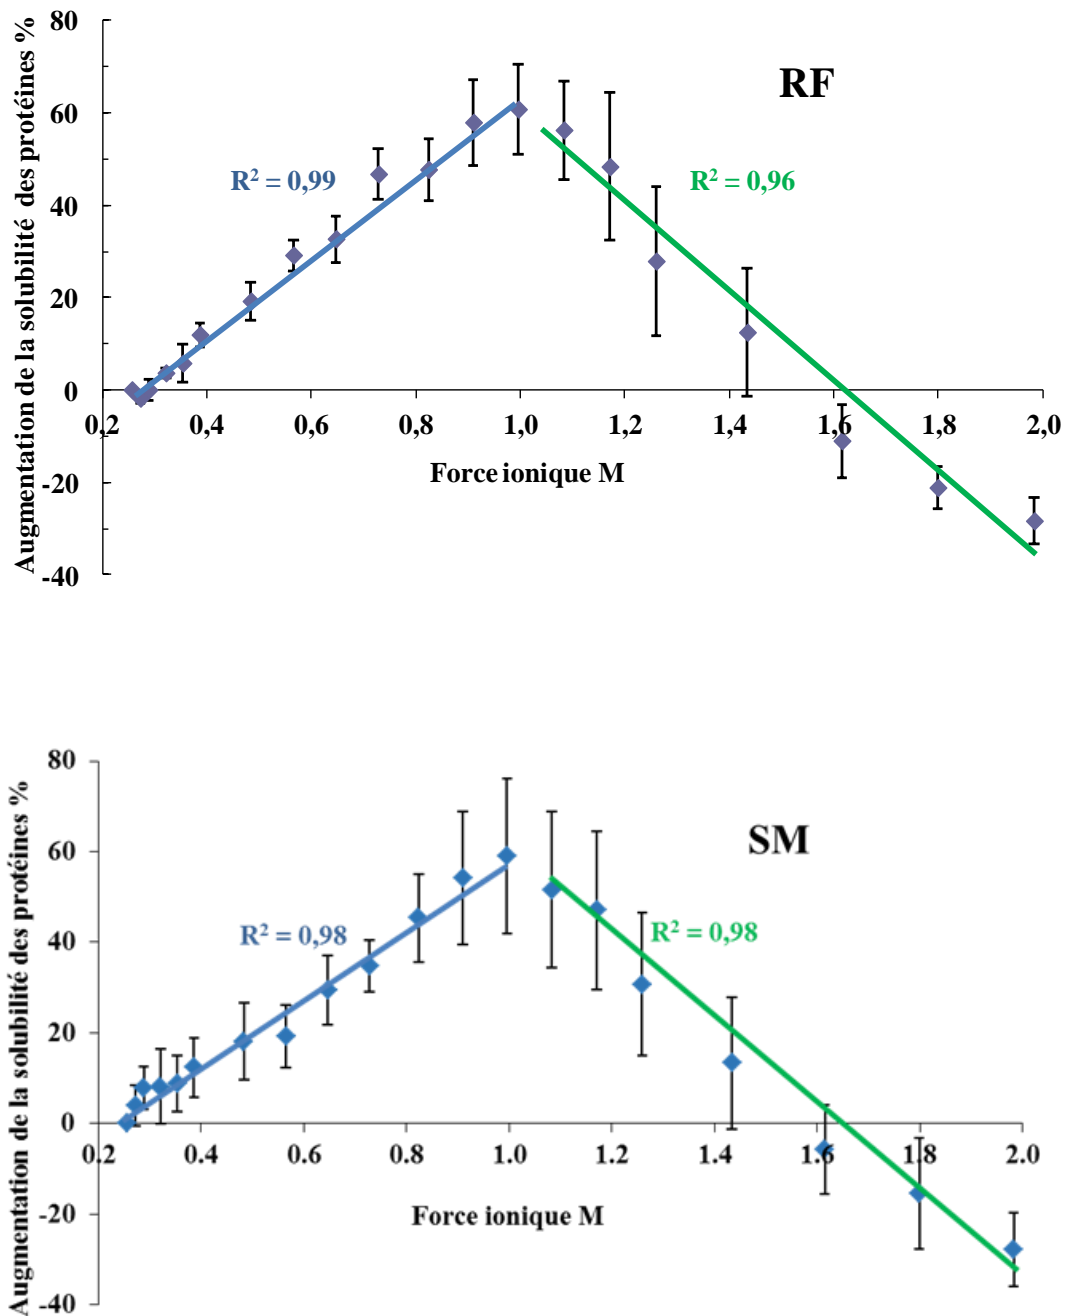 80
60
40
20
0
-20
-40
Augmentation de la solubilité des protéines %
RF
R² = 0,99
R² = 0,96
0,2 0,4 0,6 0,8 1,0 1,2 1,4 1,6 1,8 2,0
Force ionique M
80
60
40
20
0
-20
-40
Augmentation de la solubilité des protéines %
SM
R² = 0,98
R² = 0,98
0.2 0.4 0.6 0.8 1.0 1.2 1.4 1.6 1.8 2.0
Force ionique M